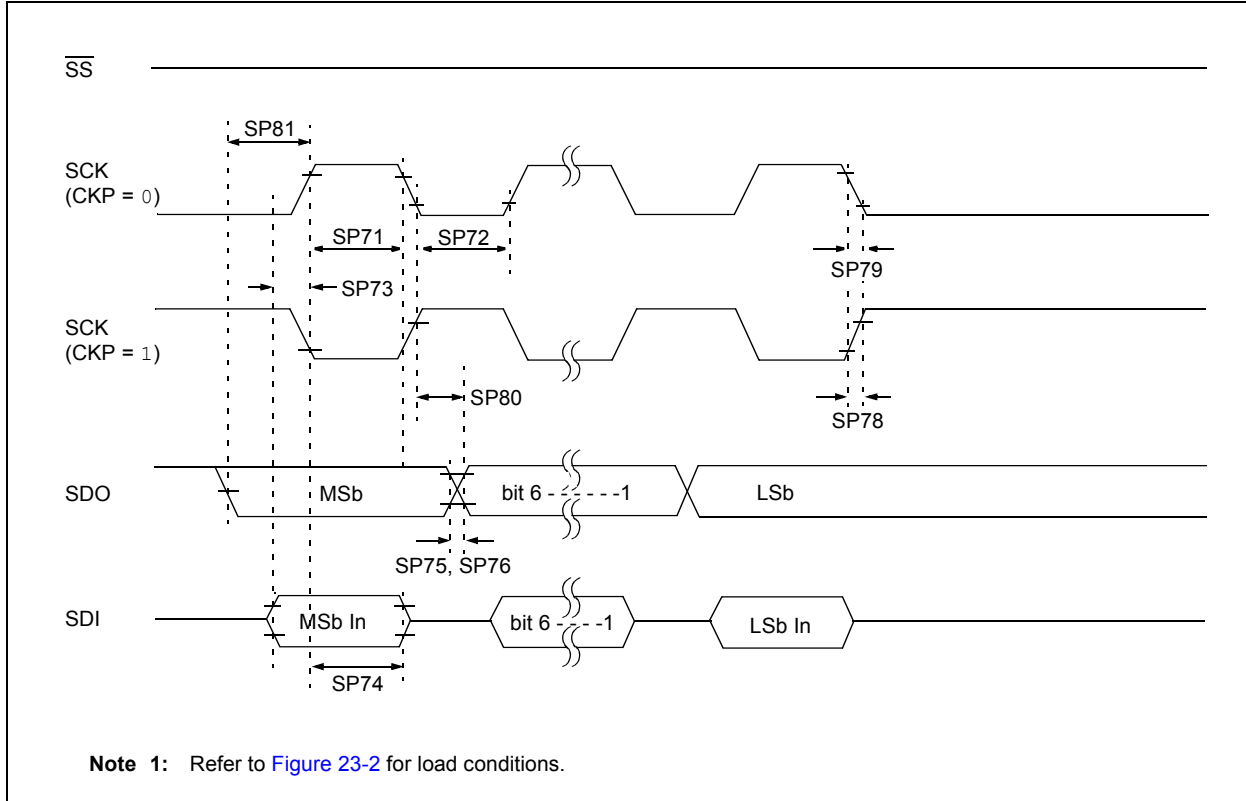 SS
SP81
SCK
(CKP = 0)
SP71
SP72
SP79
SP73
SCK
(CKP = 1)
SP80
SP78
SDO
MSb
bit 6 - - - - - -1
LSb
SP75, SP76
SDI
MSb In
bit 6 - - - - -1
LSb In
SP74
Note 1: Refer to Figure 23-2 for load conditions.